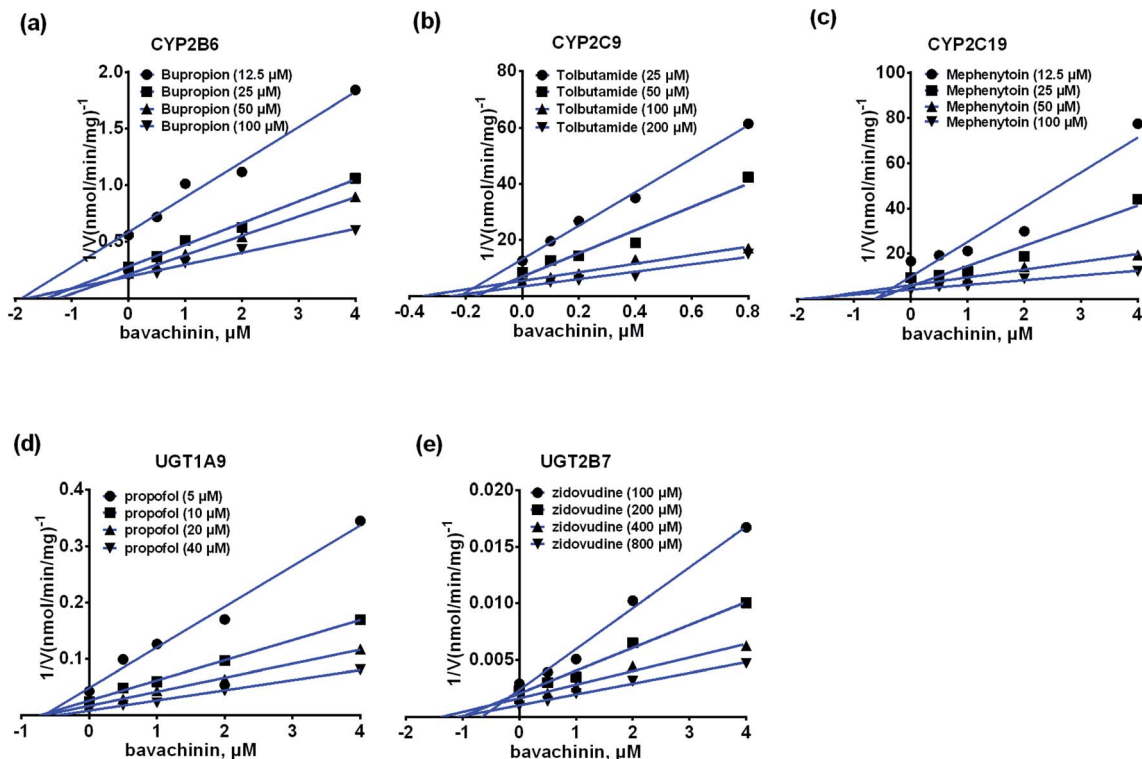 (a)
CYP2B6
Bupropion (12.5 µM)
Bupropion (25 µM)
Bupropion (50 µM)
Bupropion (100 µM)
1/V(nmol/min/mg)-1
2.0
1.5
1.0
0.5
-2 -1 0 1 2 3 4
bavachinin, µM
(b)
CYP2C9
Tolbutamide (25 µM)
Tolbutamide (50 µM)
Tolbutamide (100 µM)
Tolbutamide (200 µM)
1/V(nmol/min/mg)-1
80
60
40
20
-0.4 -0.2 0.0 0.2 0.4 0.6 0.8
bavachinin, µM
(c)
CYP2C19
Mephenytoin (12.5 µM)
Mephenytoin (25 µM)
Mephenytoin (50 µM)
Mephenytoin (100 µM)
1/V(nmol/min/mg)-1
100
80
60
40
20
-2 -1 0 1 2 3 4
bavachinin, µM
(d)
UGT1A9
propofol (5 µM)
propofol (10 µM)
propofol (20 µM)
propofol (40 µM)
1/V(nmol/min/mg)-1
0.4
0.3
0.2
0.1
-1 0 1 2 3 4
bavachinin, µM
(e)
UGT2B7
zidovudine (100 µM)
zidovudine (200 µM)
zidovudine (400 µM)
zidovudine (800 µM)
1/V(nmol/min/mg)-1
0.020
0.015
0.010
0.005
-2 -1 0 1 2 3 4
bavachinin, µM